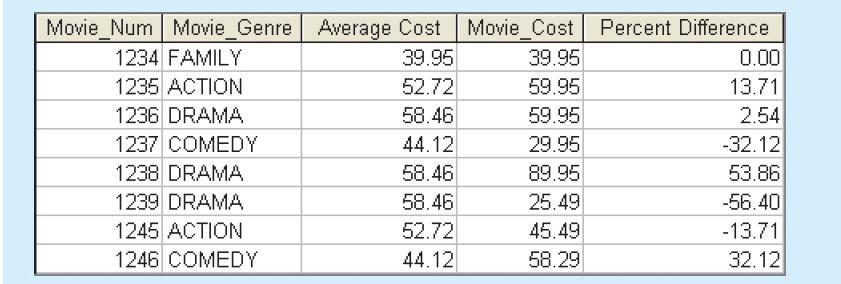 Movie_Num Movie_Genre Average Cost Movie_Cost Percent Difference
1234 FAMILY 39.95 39.95 0.00
1235 ACTION 52.72 59.95 13.71
1236 DRAMA 58.46 59.95 2.54
1237 COMEDY 44.12 29.95 -32.12
1238 DRAMA 58.46 89.95 53.86
1239 DRAMA 58.46 25.49 -56.40
1245 ACTION 52.72 45.49 -13.71
1246 COMEDY 44.12 58.29 32.12